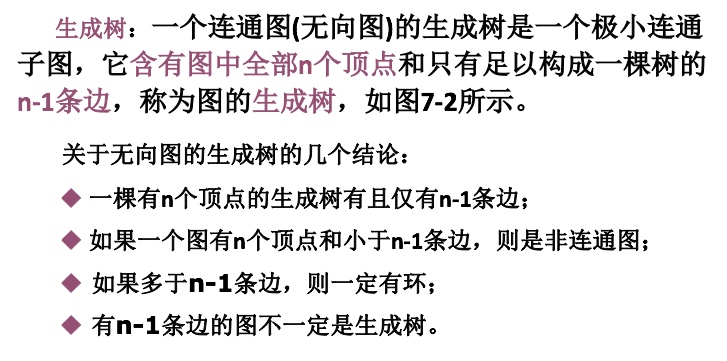 生成树：一个连通图(无向图)的生成树是一个极小连通
子图，它含有图中全部n个顶点和只有足以构成一棵树的
n-1条边，称为图的生成树，如图7-2所示。
关于无向图的生成树的几个结论：
◆ 一棵有n个顶点的生成树有且仅有n-1条边；
◆ 如果一个图有n个顶点和小于n-1条边，则是非连通图；
◆ 如果多于n-1条边，则一定有环；
◆ 有n-1条边的图不一定是生成树。